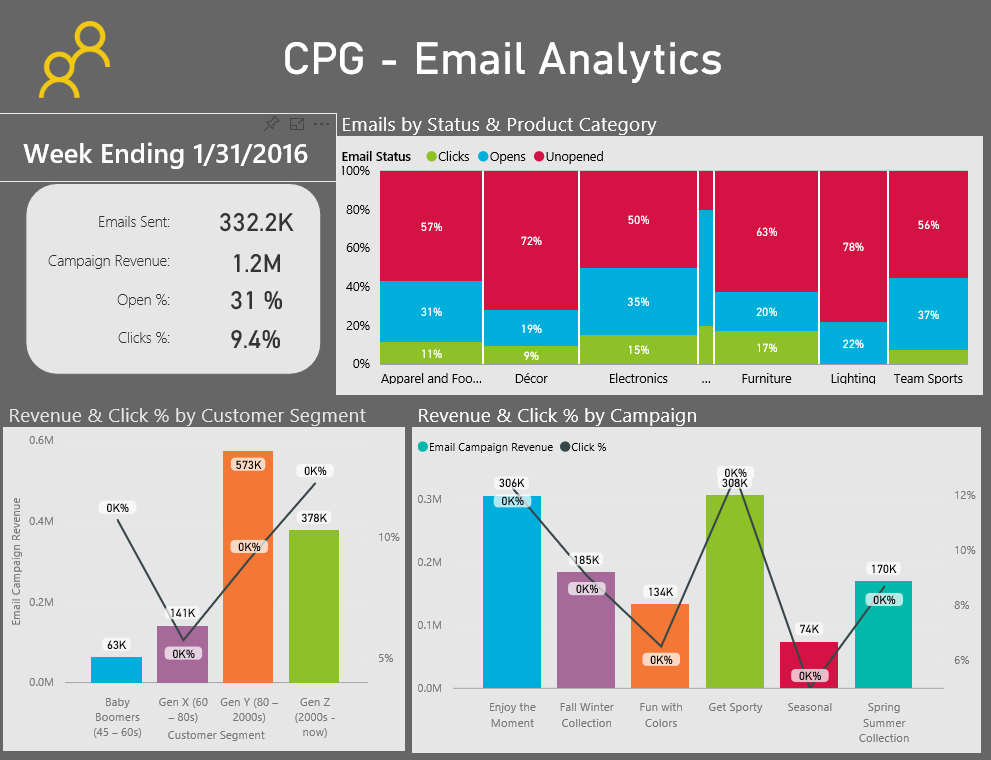 CPG - Email Analytics
Week Ending 1/31/2016
Emails Sent: 332.2K
Campaign Revenue: 1.2M
Open %: 31 %
Clicks %: 9.4%
Emails by Status & Product Category
Email Status Clicks Opens Unopened
100%
80%
60%
40%
20%
0%
57% 72% 50% 63% 78% 56%
31% 19% 35% 20% 22% 37%
11% 9% 15% 17%
Apparel and Foo... Décor Electronics ... Furniture Lighting Team Sports
Revenue & Click % by Customer Segment
Email Campaign Revenue
0.6M
0.4M
0.2M
0.0M
10%
5%
0K% 0K% 0K% 0K%
63K 141K 573K 378K
Baby
Boomers
(45 – 60s)
Gen X (60
– 80s)
Gen Y (80 –
2000s)
Gen Z
(2000s -
now)
Customer Segment
Revenue & Click % by Campaign
Email Campaign Revenue Click %
0.3M
0.2M
0.1M
0.0M
12%
10%
8%
6%
306K 185K 134K 308K 74K 170K
0K% 0K% 0K% 0K% 0K% 0K%
Enjoy the
Moment
Fall Winter
Collection
Fun with
Colors
Get Sporty
Seasonal
Spring
Summer
Collection